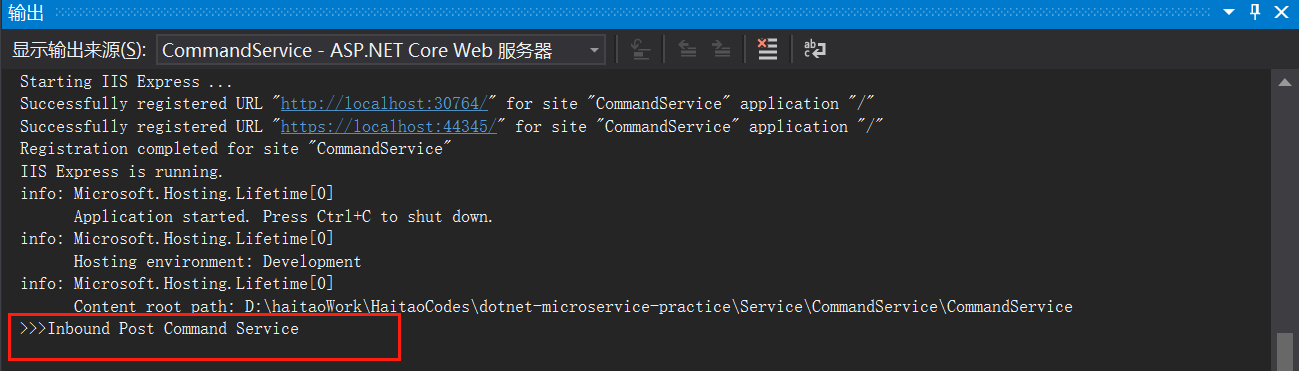 输出
显示输出来源(S): CommandService - ASP.NET Core Web 服务器
Starting IIS Express ...
Successfully registered URL "http://localhost:30764/" for site "CommandService" application "/"
Successfully registered URL "https://localhost:44345/" for site "CommandService" application "/"
Registration completed for site "CommandService"
IIS Express is running.
info: Microsoft.Hosting.Lifetime[0]
Application started. Press Ctrl+C to shut down.
info: Microsoft.Hosting.Lifetime[0]
Hosting environment: Development
info: Microsoft.Hosting.Lifetime[0]
Content root path: D:\haitaoWork\HaitaoCodes\dotnet-microservice-practice\Service\CommandService\CommandService
>>>Inbound Post Command Service